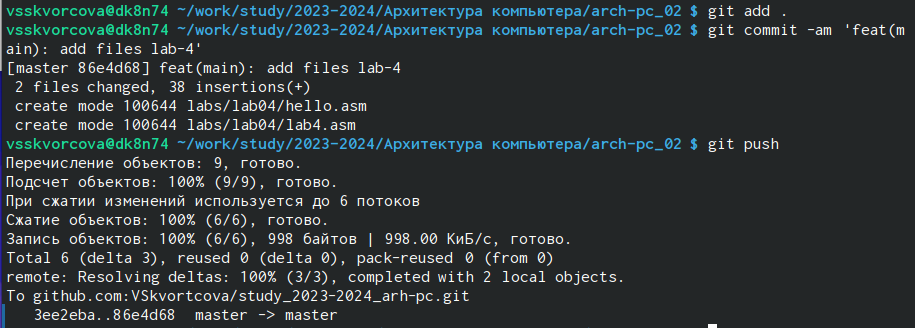 vsskvorcova@dk8n74 ~/work/study/2023-2024/Архитектура компьютера/arch-pc_02 $ git add .
vsskvorcova@dk8n74 ~/work/study/2023-2024/Архитектура компьютера/arch-pc_02 $ git commit -am 'feat(m
ain): add files lab-4'
[master 86e4d68] feat(main): add files lab-4
 2 files changed, 38 insertions(+)
 create mode 100644 labs/lab04/hello.asm
 create mode 100644 labs/lab04/lab4.asm
vsskvorcova@dk8n74 ~/work/study/2023-2024/Архитектура компьютера/arch-pc_02 $ git push
Перечисление объектов: 9, готово.
Подсчет объектов: 100% (9/9), готово.
При сжатии изменений используется до 6 потоков
Сжатие объектов: 100% (6/6), готово.
Запись объектов: 100% (6/6), 998 байтов | 998.00 КиБ/с, готово.
Total 6 (delta 3), reused 0 (delta 0), pack-reused 0 (from 0)
remote: Resolving deltas: 100% (3/3), completed with 2 local objects.
To github.com:VSkvortcova/study_2023-2024_arh-pc.git
   3ee2eba..86e4d68  master -> master